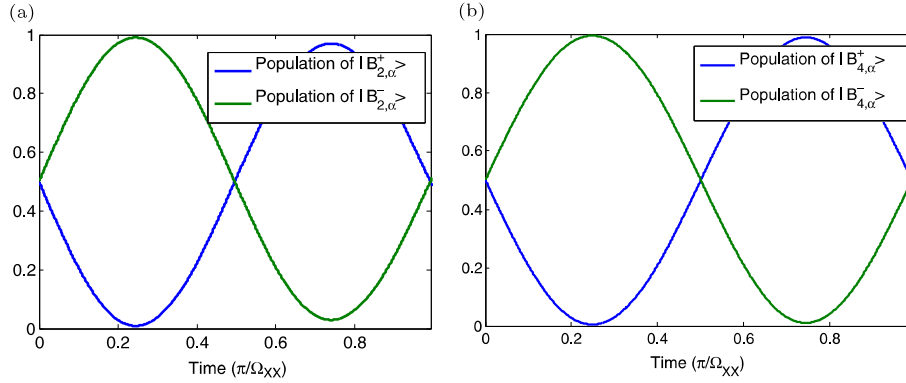 (a)
1
0.8
0.6
0.4
0.2
0
0 0.2 0.4 0.6 0.8
Time (π/Ω_XX)
Population of |B^+_{2,α}>
Population of |B^-_{2,α}>
(b)
1
0.8
0.6
0.4
0.2
0
0 0.2 0.4 0.6 0.8
Time (π/Ω_XX)
Population of |B^+_{4,α}>
Population of |B^-_{4,α}>